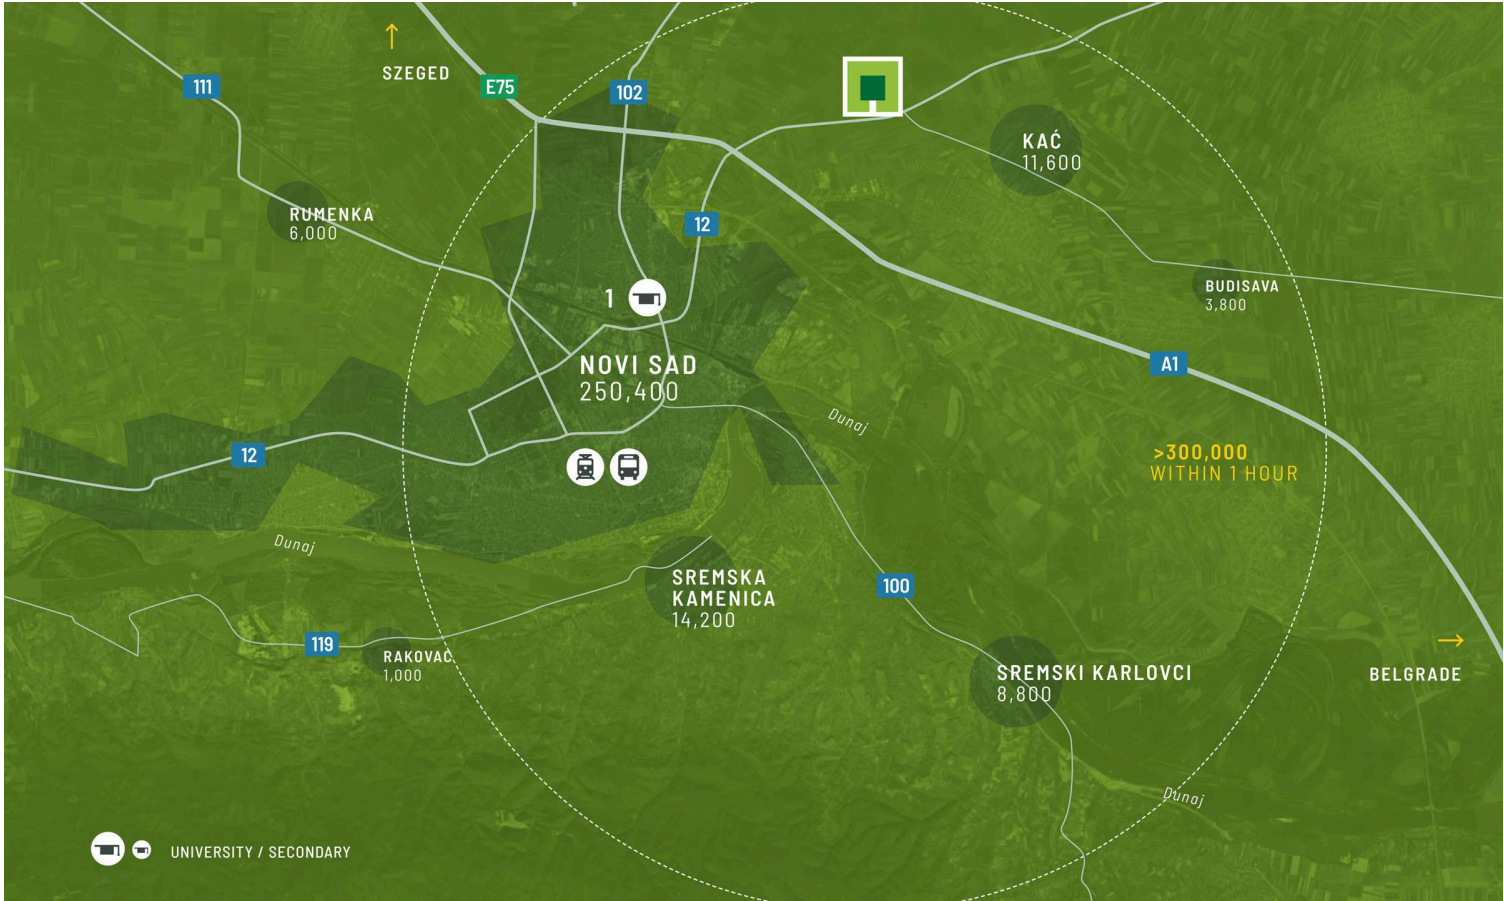 SZEGED
111
E75
102
KAĆ
11,600
RUMENKA
6,000
12
BUDISAVA
3,800
1
NOVI SAD
250,400
A1
Dunaj
12
>300,000
WITHIN 1 HOUR
Dunaj
SREMSKA
KAMENICA
14,200
100
119
RAKOVAC
1,000
SREMSKI KARLOVCI
8,800
BELGRADE
Dunaj
UNIVERSITY / SECONDARY